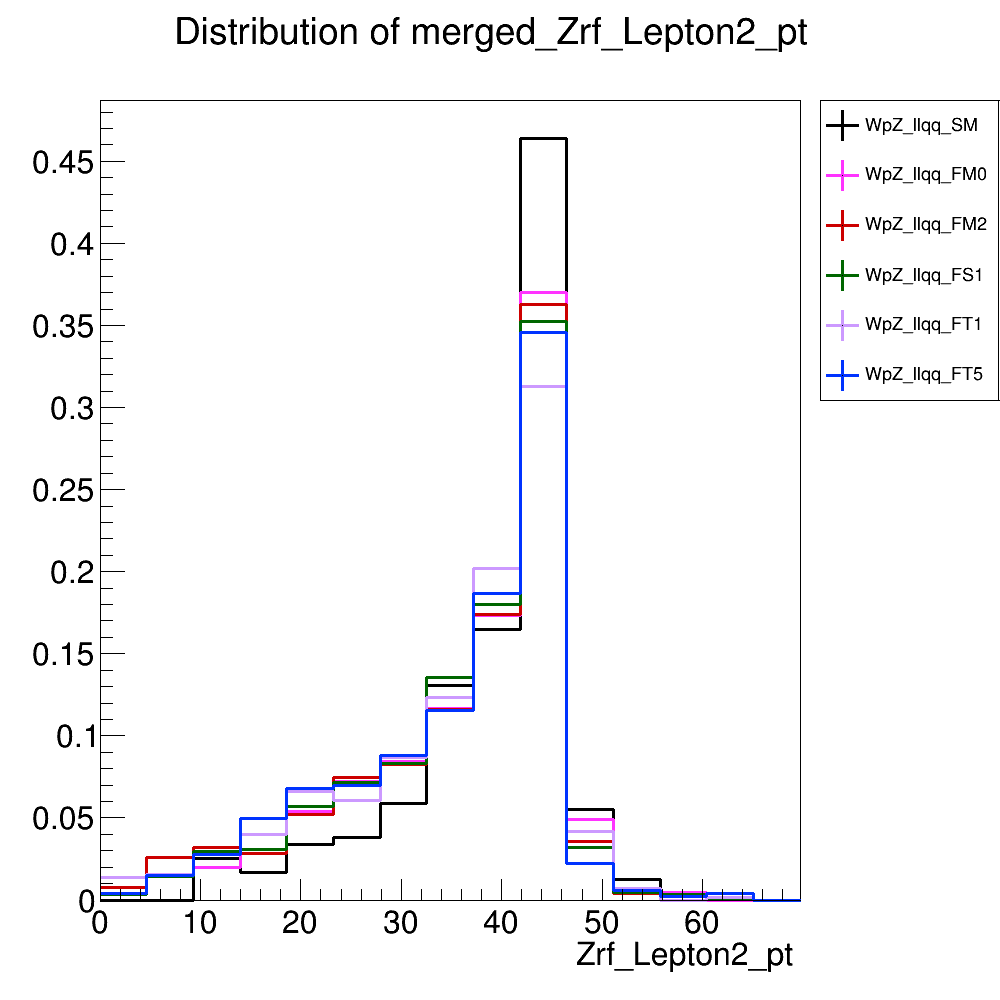 Distribution of merged_Zrf_Lepton2_pt
WpZ_llqq_SM
WpZ_llqq_FM0
WpZ_llqq_FM2
WpZ_llqq_FS1
WpZ_llqq_FT1
WpZ_llqq_FT5
0.45
0.4
0.35
0.3
0.25
0.2
0.15
0.1
0.05
0
0 10 20 30 40 50 60
Zrf_Lepton2_pt